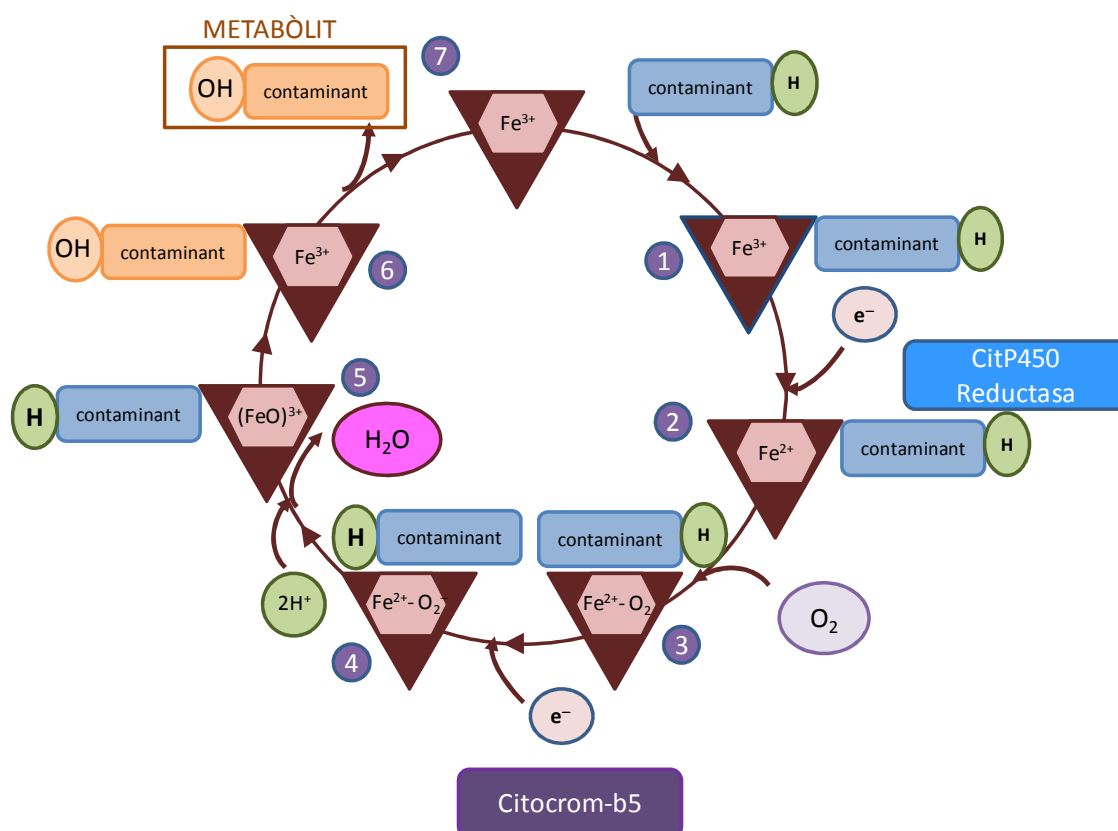 METABÒLIT
OH
contaminant
7
Fe³⁺
contaminant
H
1
Fe³⁺
contaminant
H
e⁻
CitP450
Reductasa
2
Fe²⁺
contaminant
H
O₂
contaminant
H
Fe²⁺- O₂
3
e⁻
Citocrom-b5
H
contaminant
Fe²⁺- O₂⁻
4
2H⁺
H₂O
5
H
contaminant
(FeO)³⁺
OH
contaminant
Fe³⁺
6